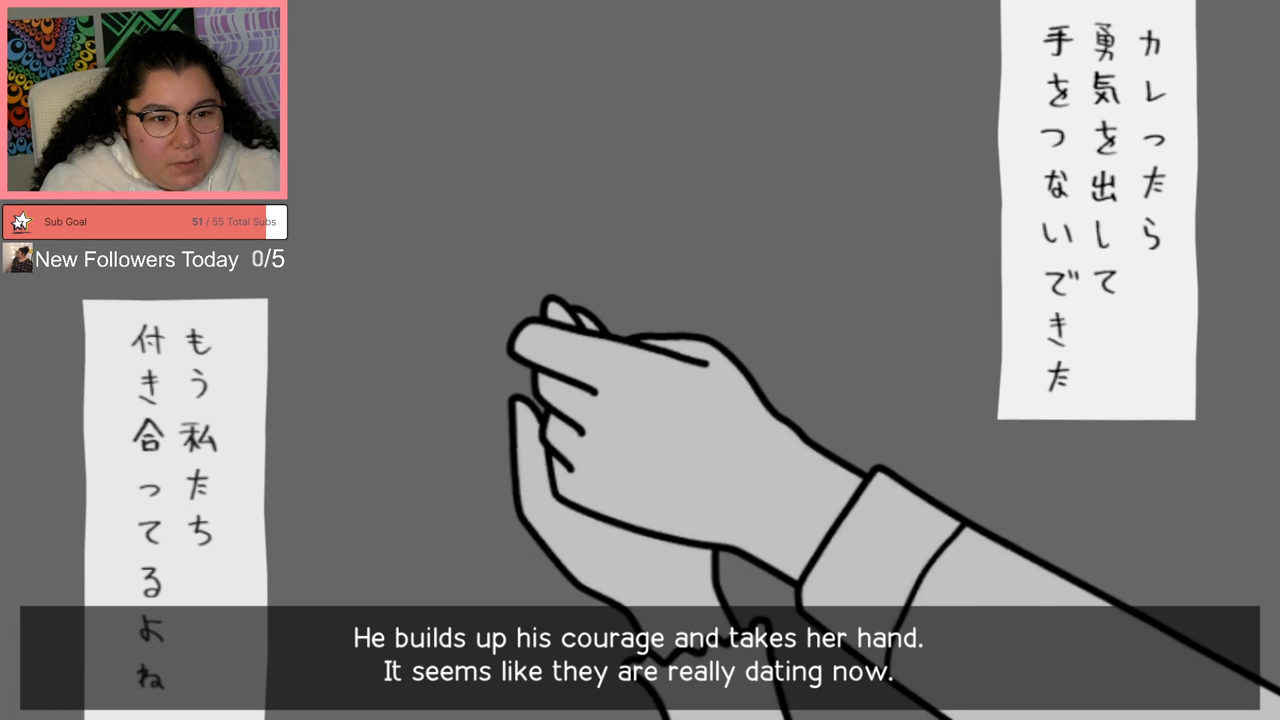 Sub Goal
51 / 55 Total Subs
New Followers Today 0/5
カレったら
勇気を出して
手をつないできた
もう私たち
付き合ってるよね
He builds up his courage and takes her hand.
It seems like they are really dating now.